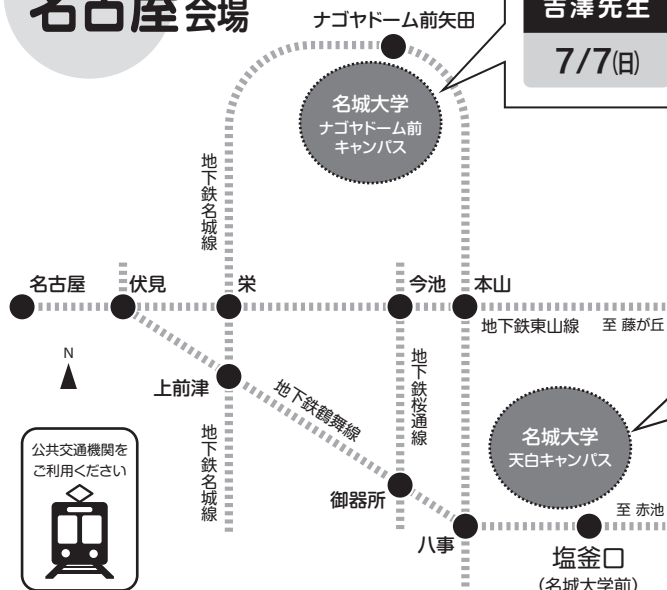 名古屋会場
ナゴヤドーム前矢田
吉澤先生
7/7(日)
名城大学
ナゴヤドーム前
キャンパス
地下鉄名城線
名古屋
伏見
栄
今池
本山
地下鉄東山線
至 藤が丘
N
上前津
地下鉄鶴舞線
地下鉄桜通線
地下鉄名城線
公共交通機関を
ご利用ください
名城大学
天白キャンパス
御器所
八事
至 赤池
塩釜口
(名城大学前)